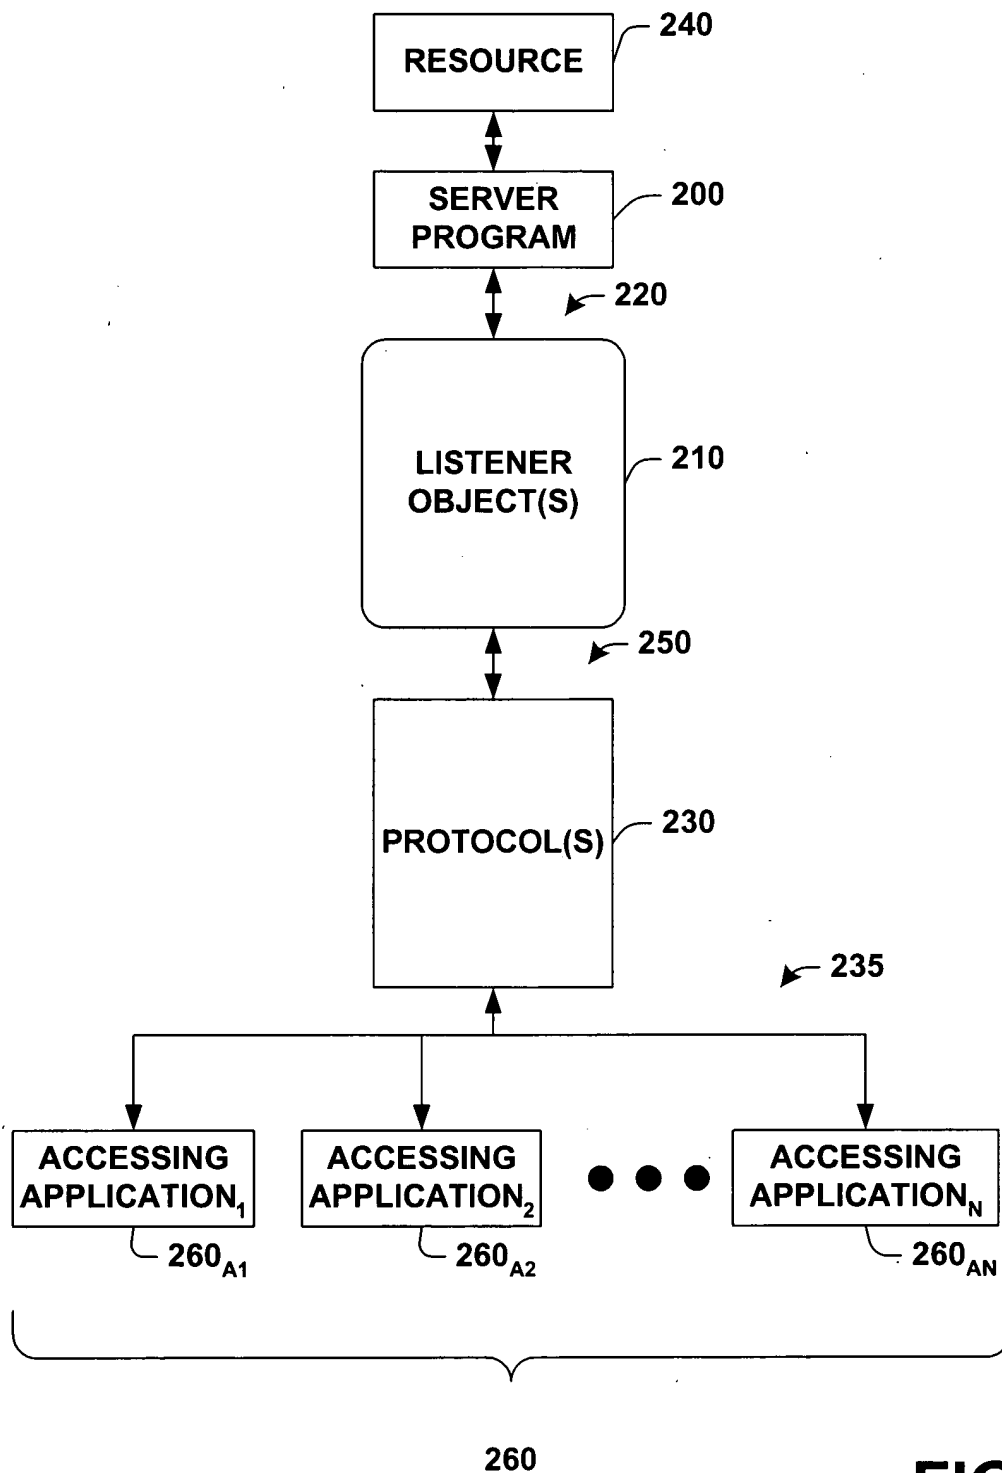 240
RESOURCE
200
SERVER
PROGRAM
220
LISTENER
OBJECT(S)
210
250
PROTOCOL(S)
230
235
ACCESSING
APPLICATION1
ACCESSING
APPLICATION2
ACCESSING
APPLICATIONN
260A1
260A2
260AN
260